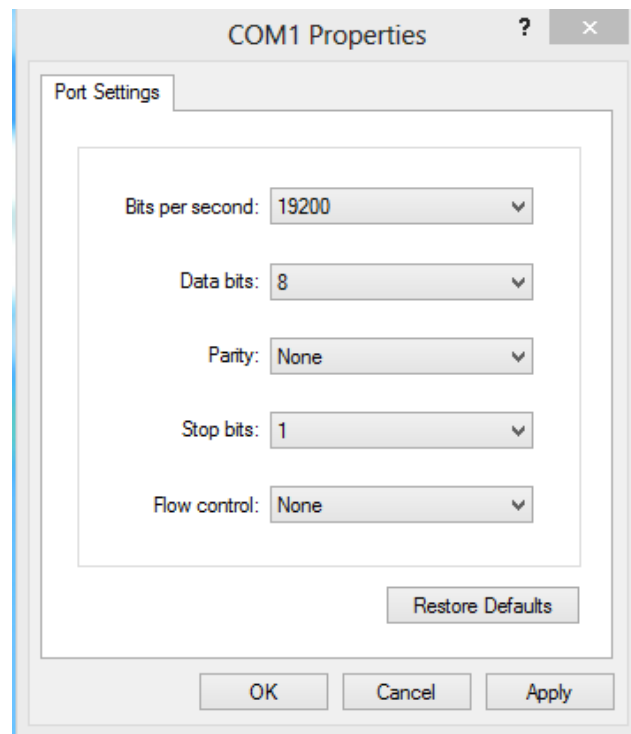 COM1 Properties ?
Port Settings
Bits per second: 19200
Data bits: 8
Parity: None
Stop bits: 1
Flow control: None
Restore Defaults
OK Cancel Apply